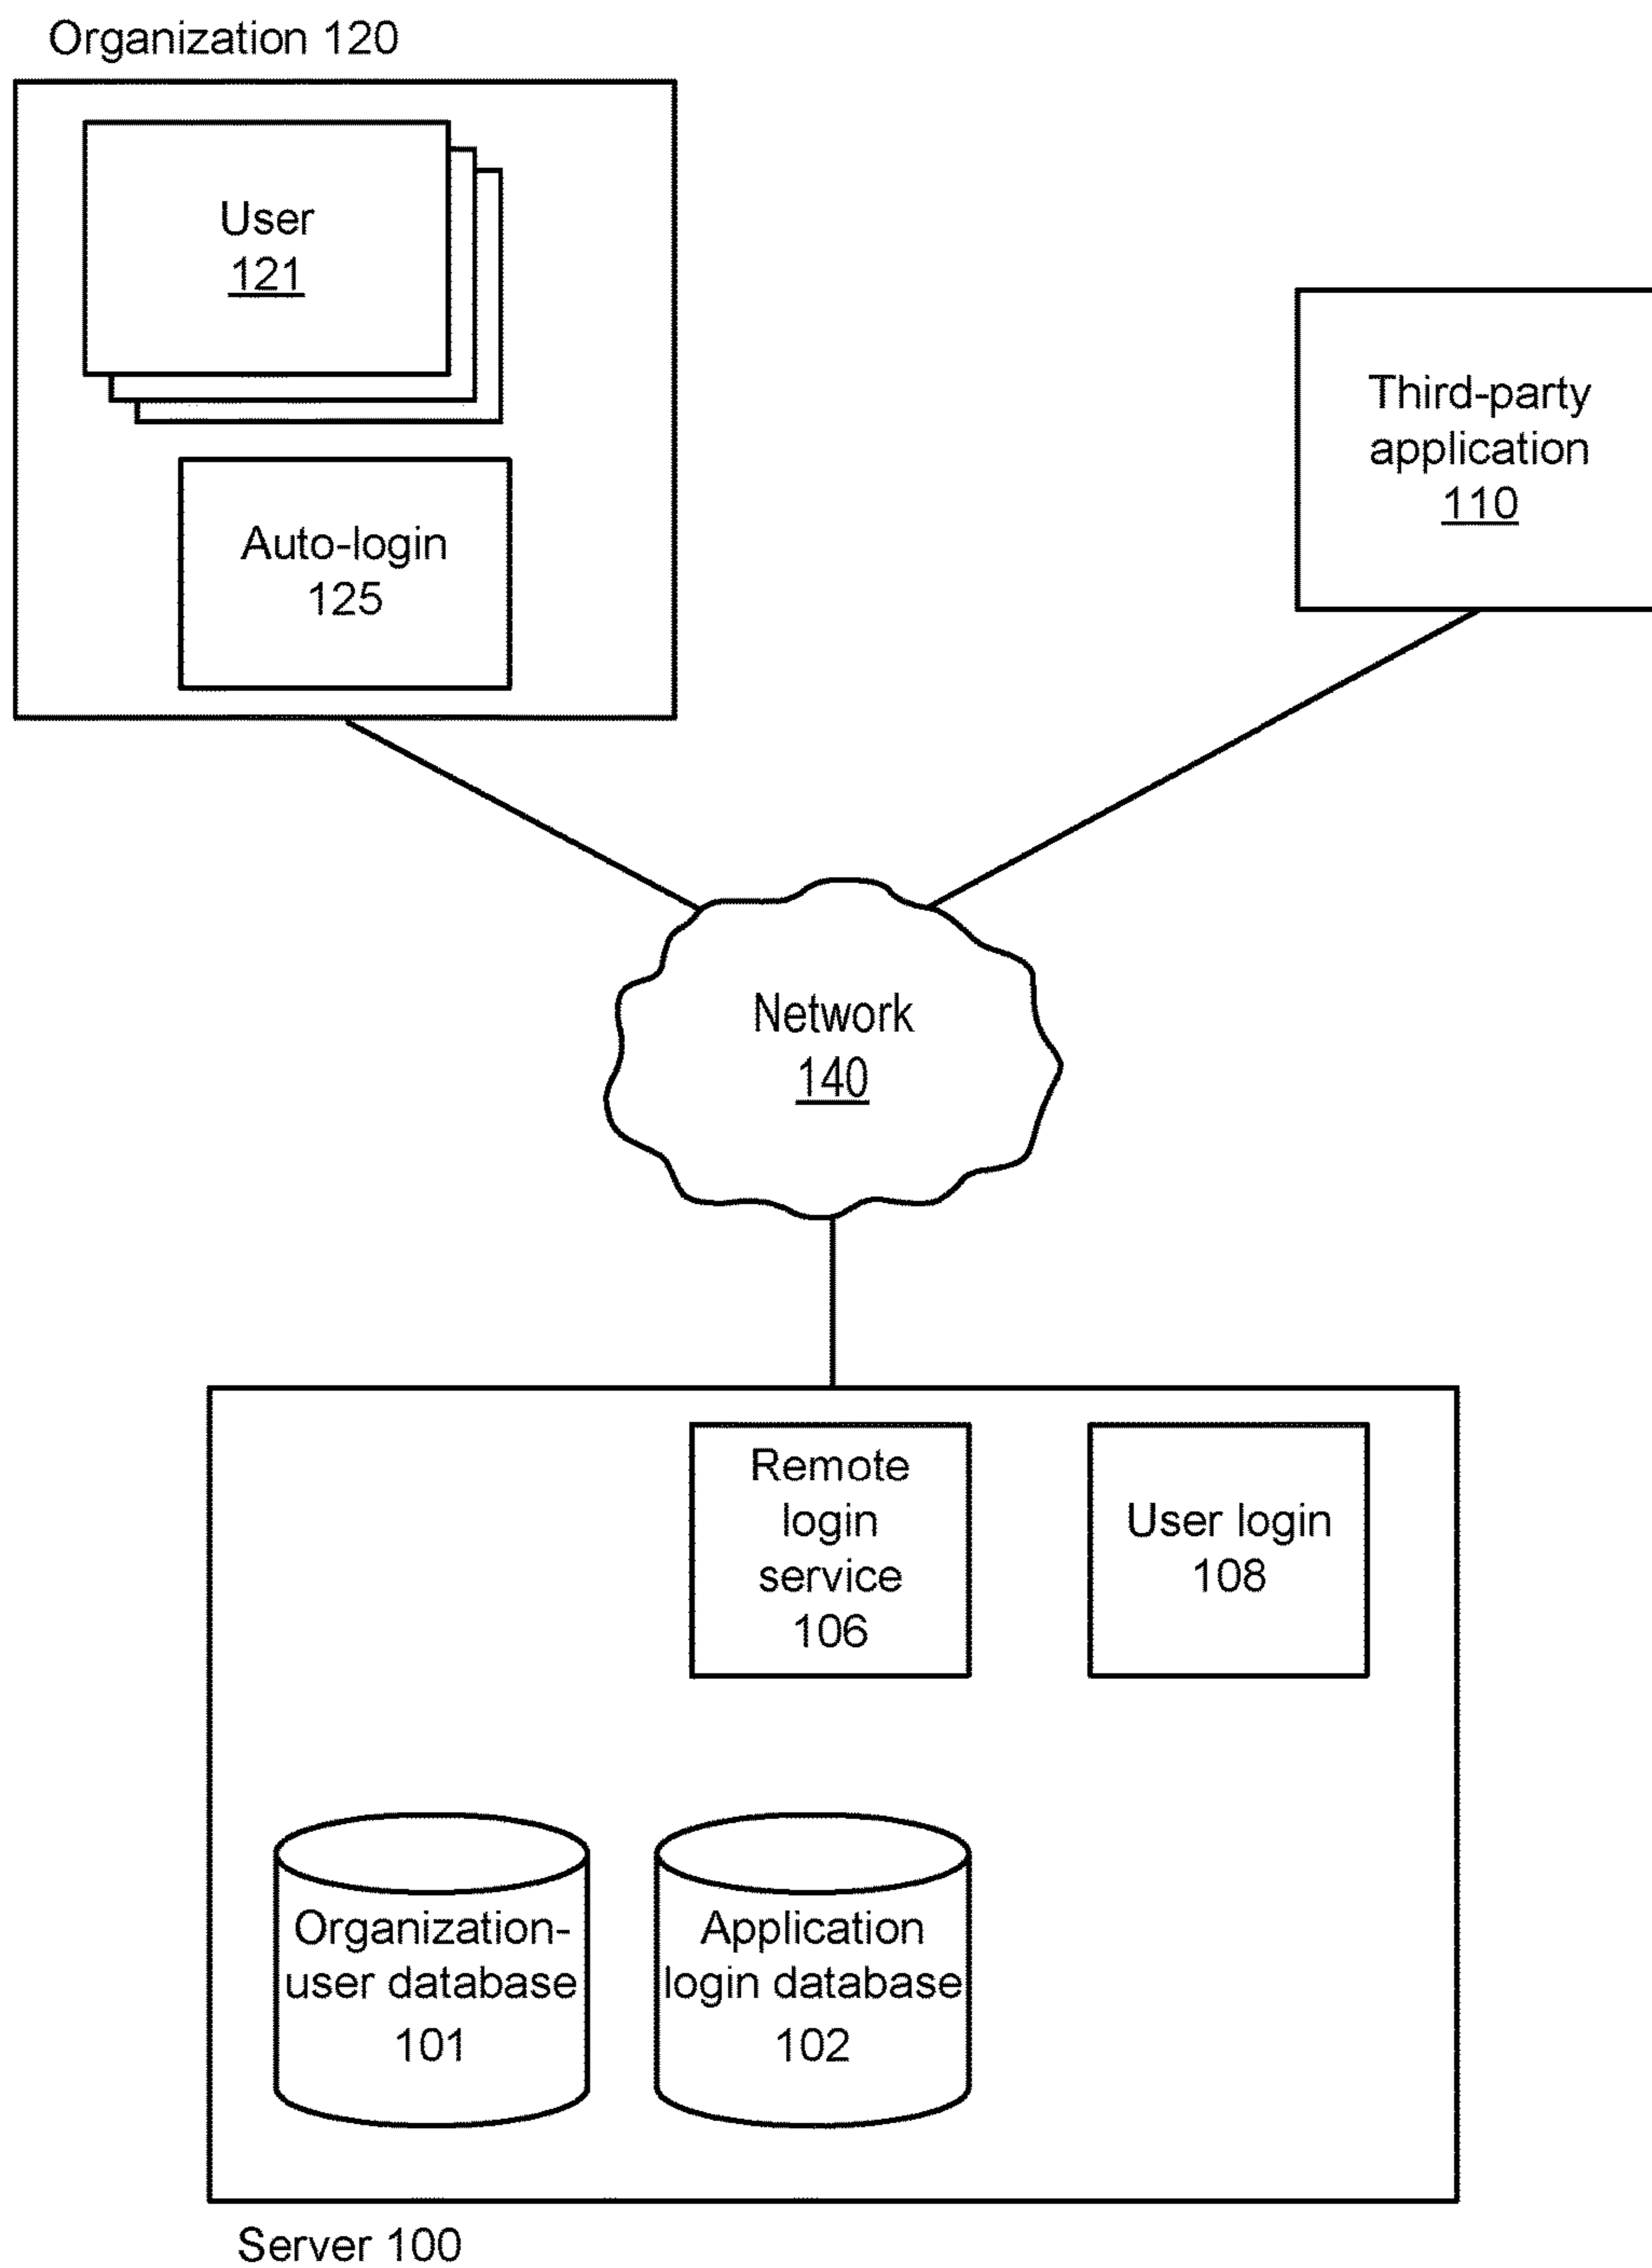 Organization 120
User
121
Auto-login
125
Third-party
application
110
Network
140
Remote
login
service
106
User login
108
Organization-
user database
101
Application
login database
102
Server 100